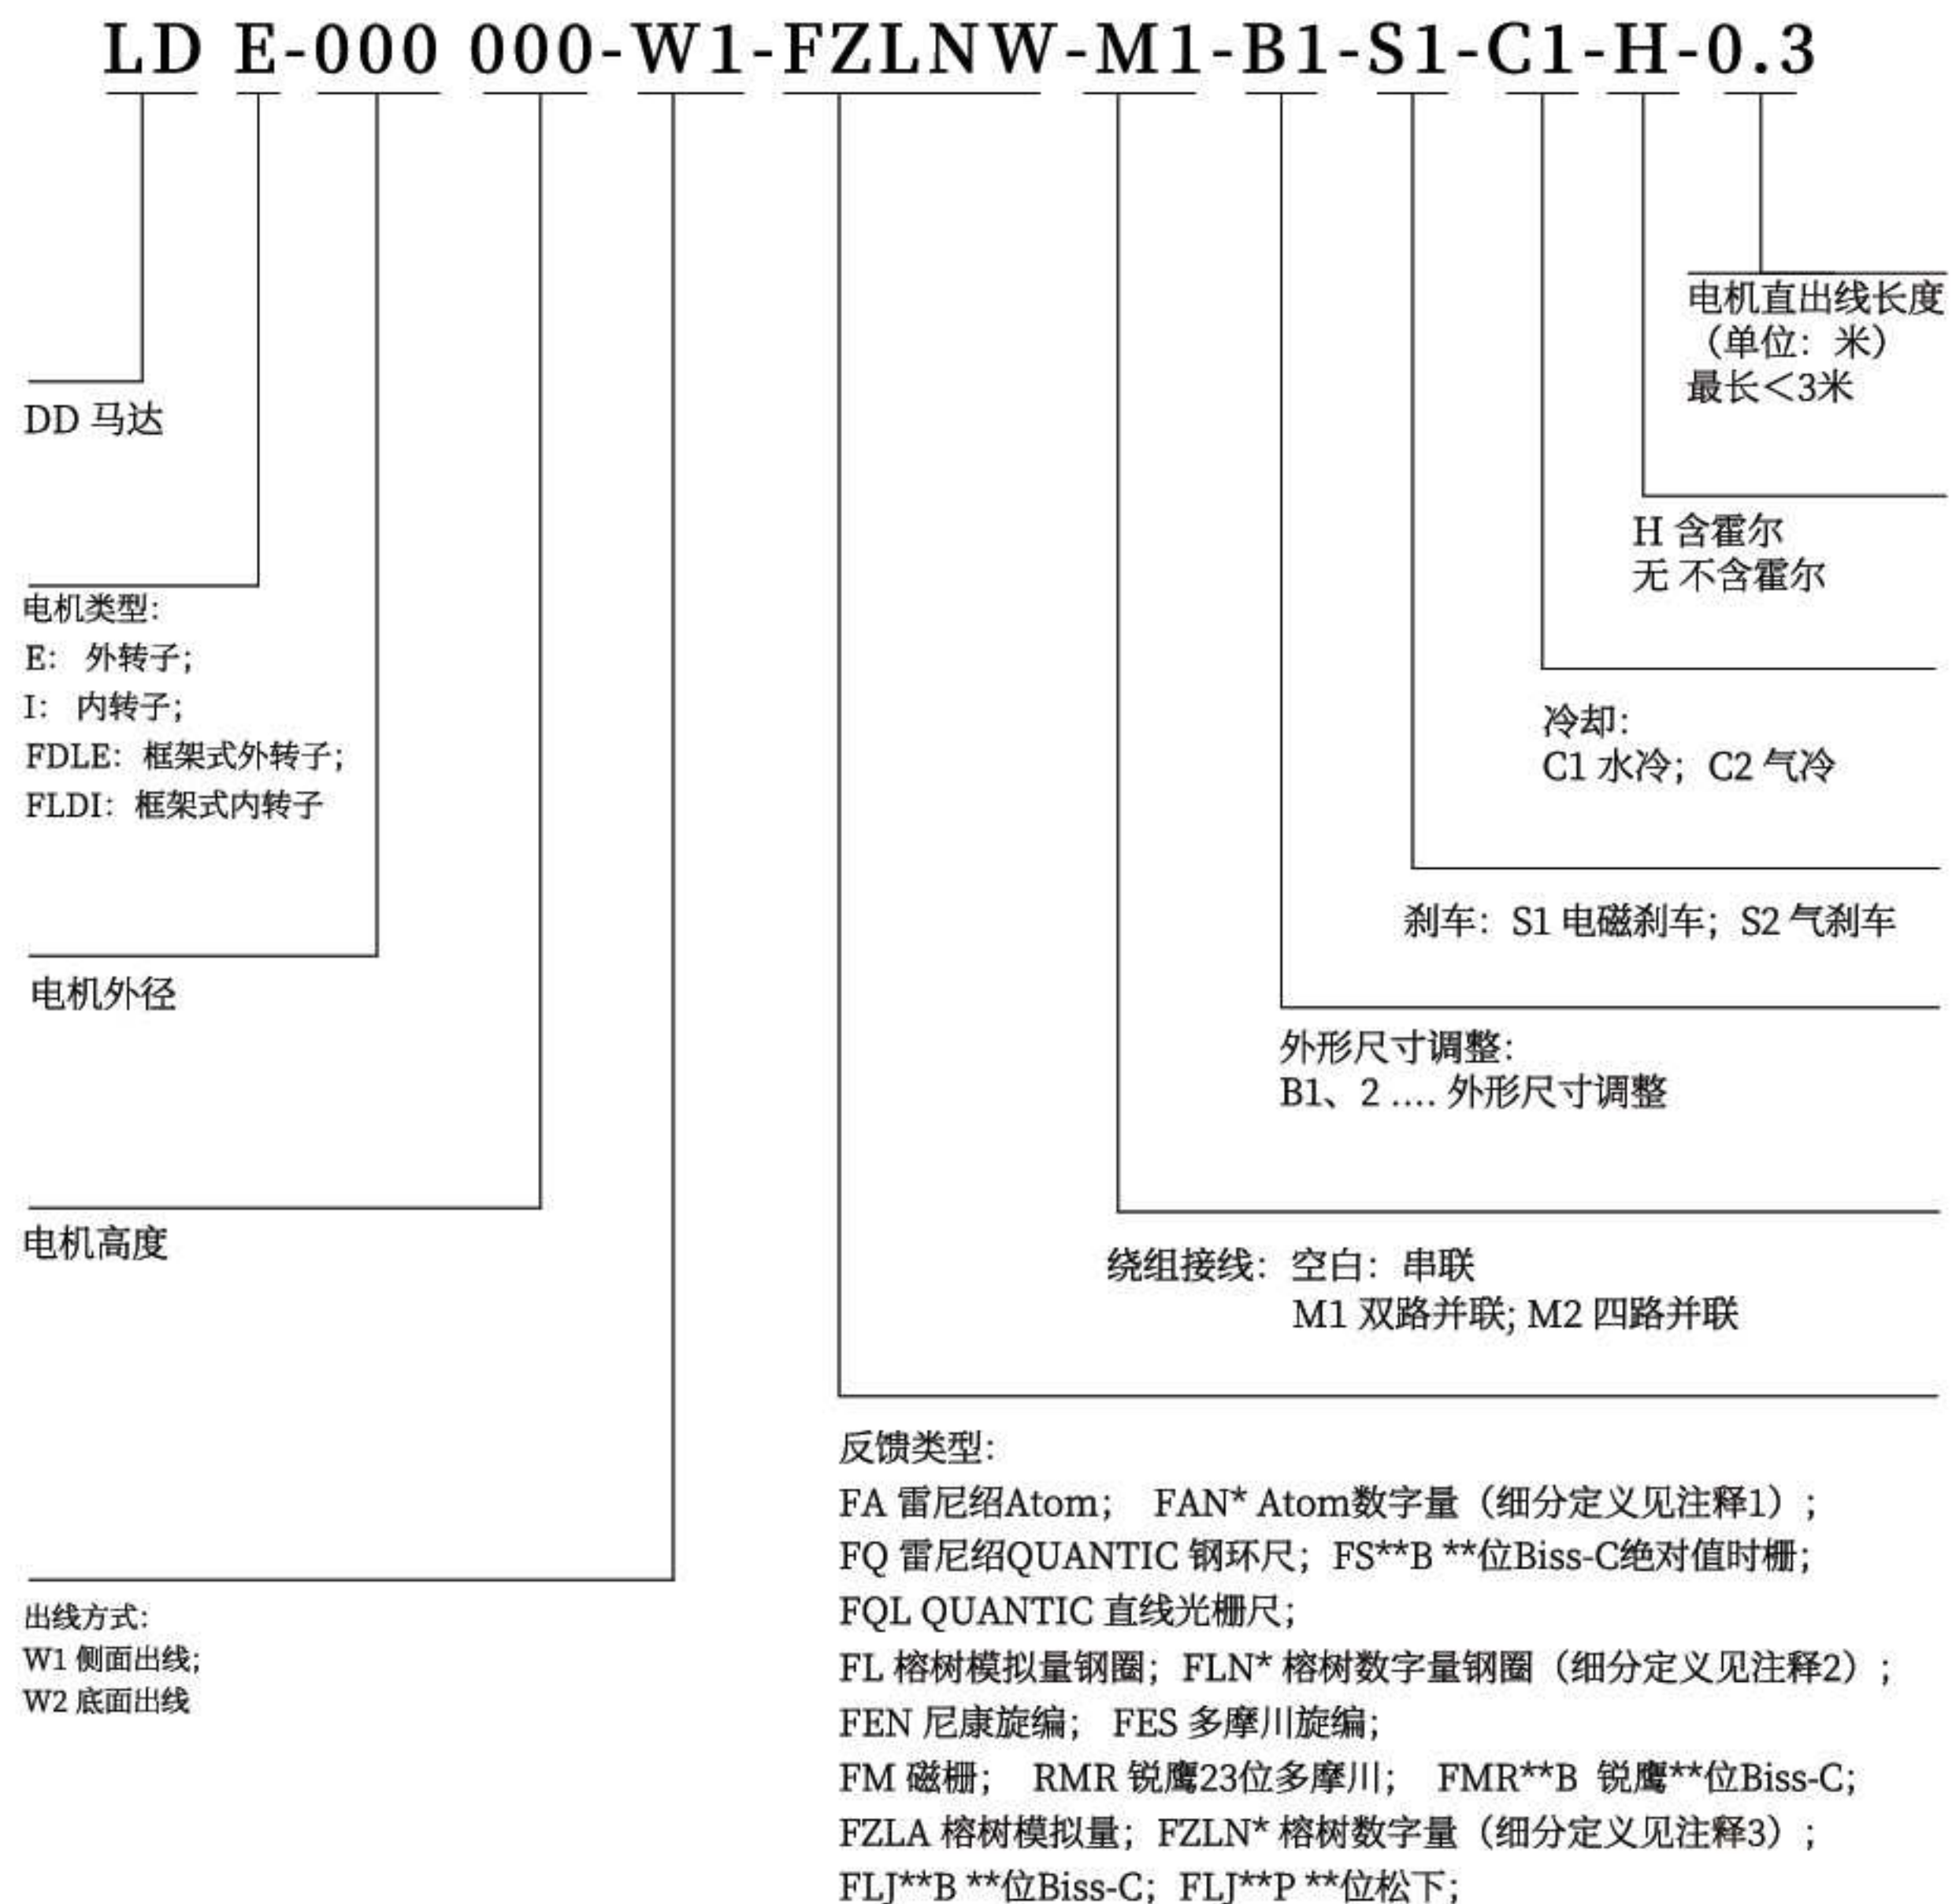 LD E-000 000-W1-FZLNW-M1-B1-S1-C1-H-0.3
DD 马达
电机类型：
E： 外转子；
I： 内转子；
FDLE：框架式外转子；
FLDI：框架式内转子
电机外径
电机高度
出线方式：
W1 侧面出线；
W2 底面出线
电机直出线长度
（单位：米）
最长＜3米
H 含霍尔
无 不含霍尔
冷却：
C1 水冷；C2 气冷
刹车：S1 电磁刹车；S2 气刹车
外形尺寸调整：
B1、2 .... 外形尺寸调整
绕组接线：空白：串联
M1 双路并联; M2 四路并联
反馈类型：
FA 雷尼绍Atom； FAN* Atom数字量（细分定义见注释1）；
FQ 雷尼绍QUANTIC 钢环尺；FS**B **位Biss-C绝对值时栅；
FQL QUANTIC 直线光栅尺；
FL 榕树模拟量钢圈；FLN* 榕树数字量钢圈（细分定义见注释2）；
FEN 尼康旋编； FES 多摩川旋编；
FM 磁栅； RMR 锐鹰23位多摩川； FMR**B 锐鹰**位Biss-C；
FZLA 榕树模拟量；FZLN* 榕树数字量（细分定义见注释3）；
FLJ**B **位Biss-C；FLJ**P **位松下；